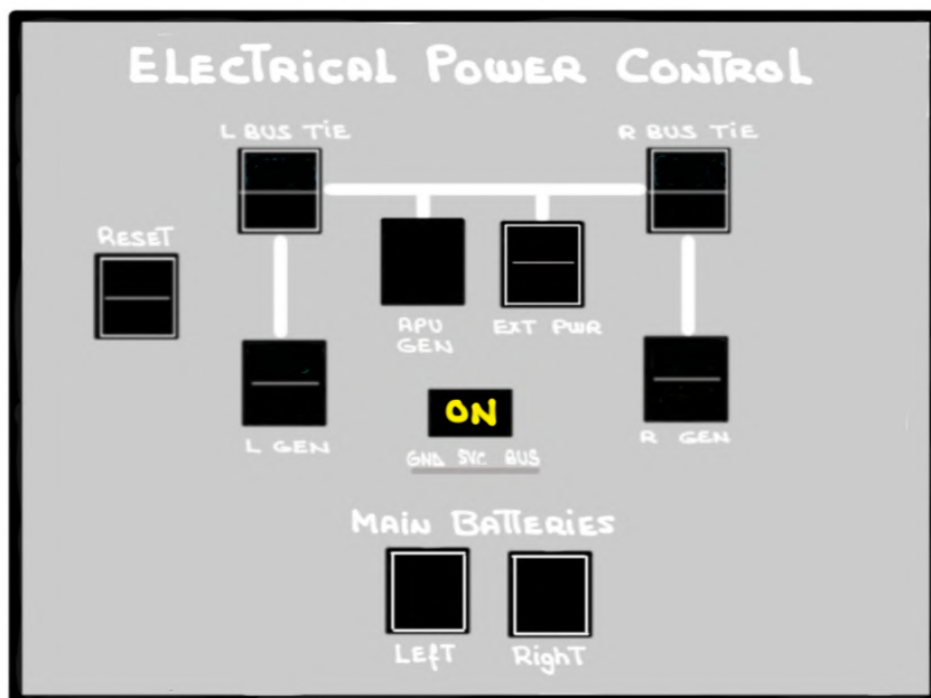 ELECTRICAL POWER CONTROL
L BUS TIE
R BUS TIE
RESET
APU
GEN
EXT PWR
ON
L GEN
R GEN
GND SVC BUS
MAIN BATTERIES
LEFT
RighT